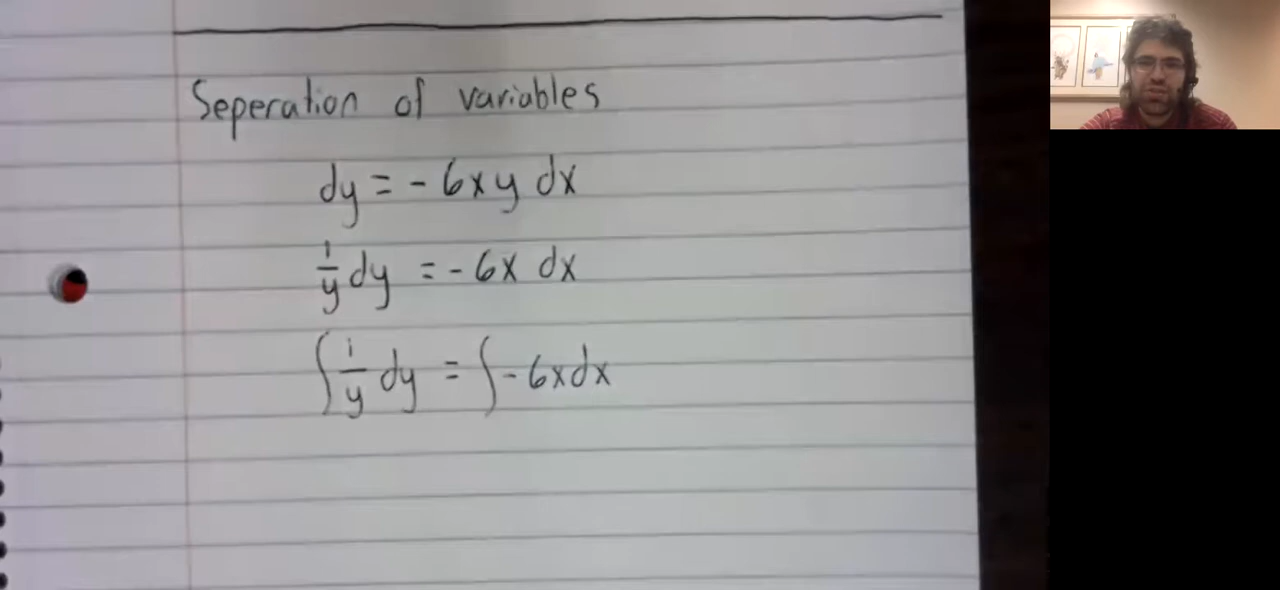 Seperation of variables
dy = - 6xy dx
1/y dy = - 6x dx
∫ 1/y dy = ∫ - 6x dx